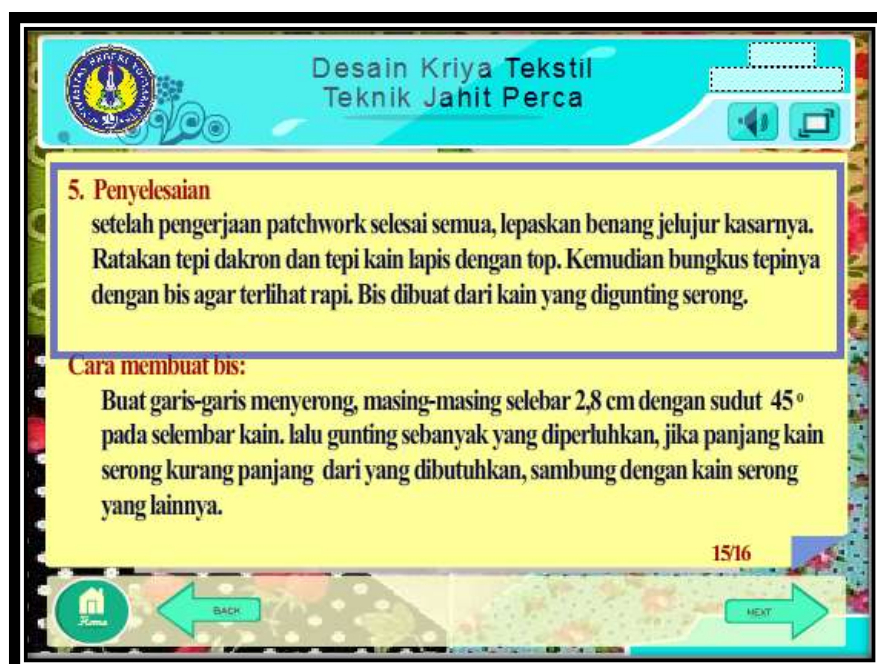 Desain Kriya Tekstil
Teknik Jahit Perca
5. Penyelesaian
setelah pengerjaan patchwork selesai semua, lepaskan benang jelujur kasarnya.
Ratakan tepi dakron dan tepi kain lapis dengan top. Kemudian bungkus tepinya
dengan bis agar terlihat rapi. Bis dibuat dari kain yang digunting serong.
Cara membuat bis:
Buat garis-garis menyerong, masing-masing selebar 2,8 cm dengan sudut 45 º
pada selembar kain. lalu gunting sebanyak yang diperluhkan, jika panjang kain
serong kurang panjang dari yang dibutuhkan, sambung dengan kain serong
yang lainnya.
15/16
Home
BACK
NEXT